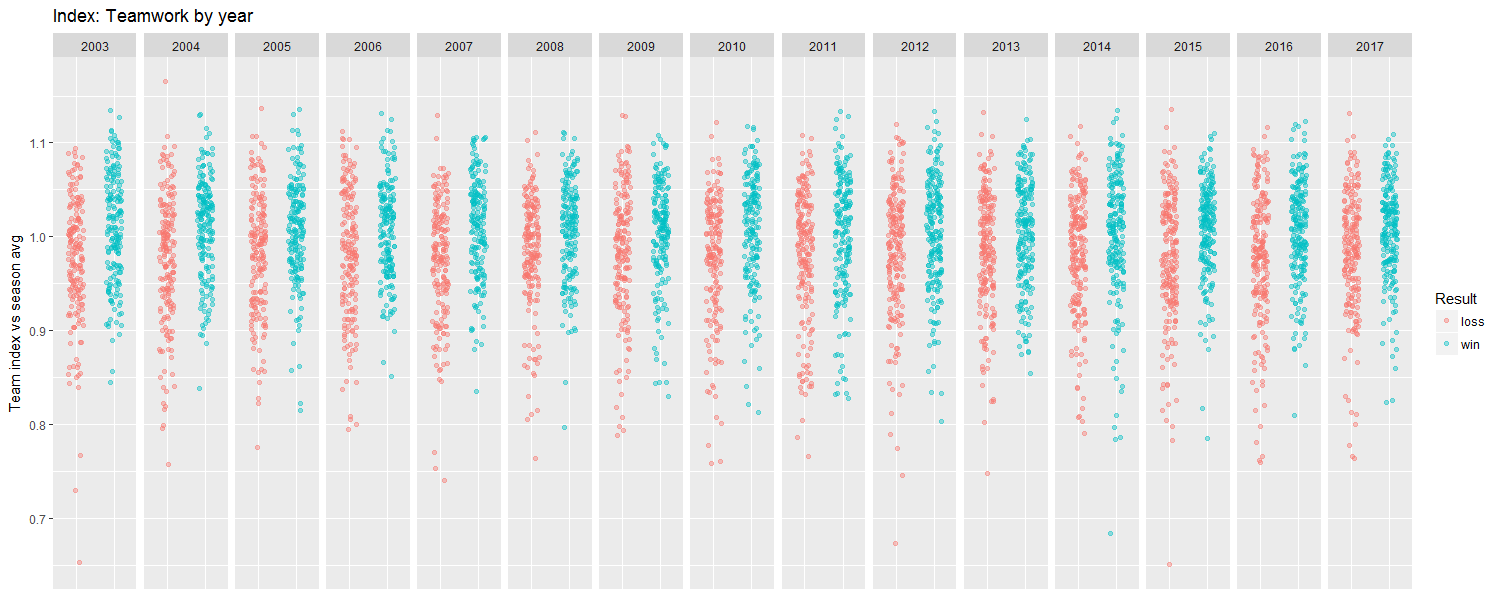 Index: Teamwork by year
2003 2004 2005 2006 2007 2008 2009 2010 2011 2012 2013 2014 2015 2016 2017
Team index vs season avg
1.1
1.0
0.9
0.8
0.7
Result
loss
win